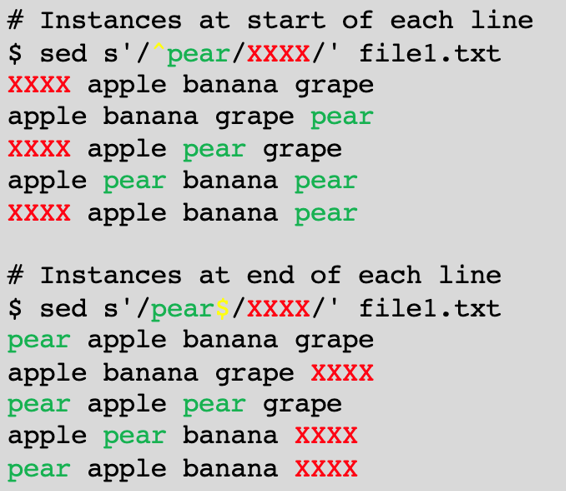 # Instances at start of each line
$ sed s'/^pear/XXXX/' file1.txt
XXXX apple banana grape
apple banana grape pear
XXXX apple pear grape
apple pear banana pear
XXXX apple banana pear
# Instances at end of each line
$ sed s'/pear$/XXXX/' file1.txt
pear apple banana grape
apple banana grape XXXX
pear apple pear grape
apple pear banana XXXX
pear apple banana XXXX